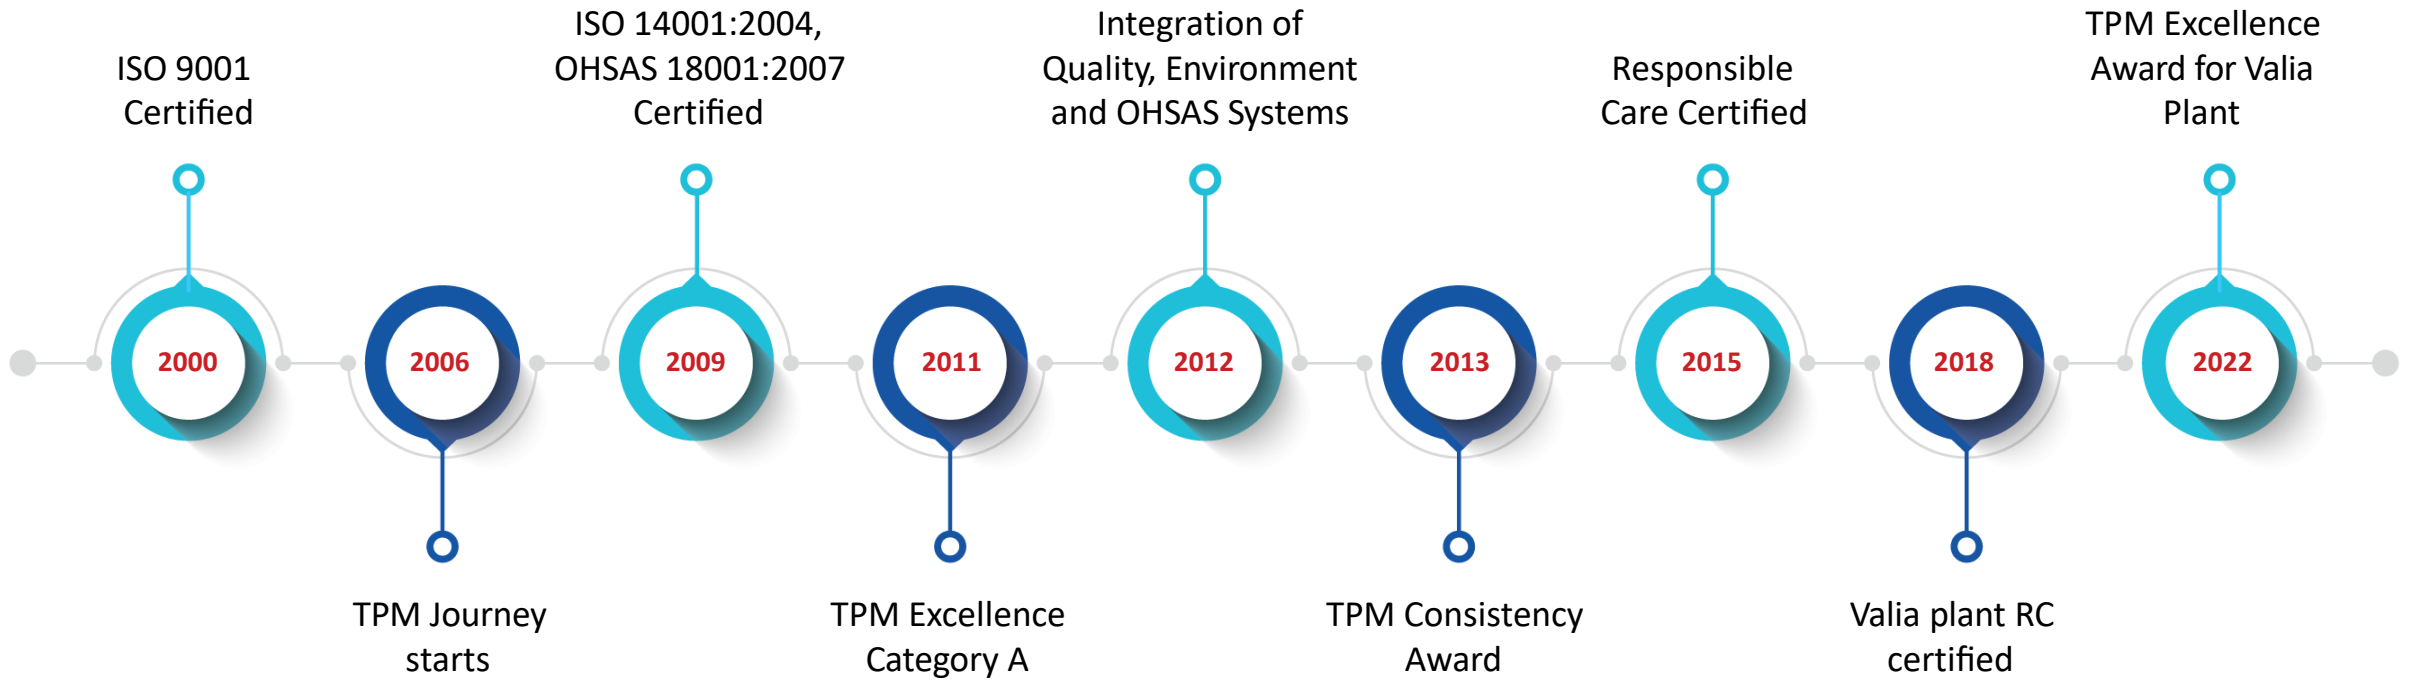 ISO 9001
Certified
ISO 14001:2004,
OHSAS 18001:2007
Certified
Integration of
Quality, Environment
and OHSAS Systems
Responsible
Care Certified
TPM Excellence
Award for Valia
Plant
2000
2006
2009
2011
2012
2013
2015
2018
2022
TPM Journey
starts
TPM Excellence
Category A
TPM Consistency
Award
Valia plant RC
certified